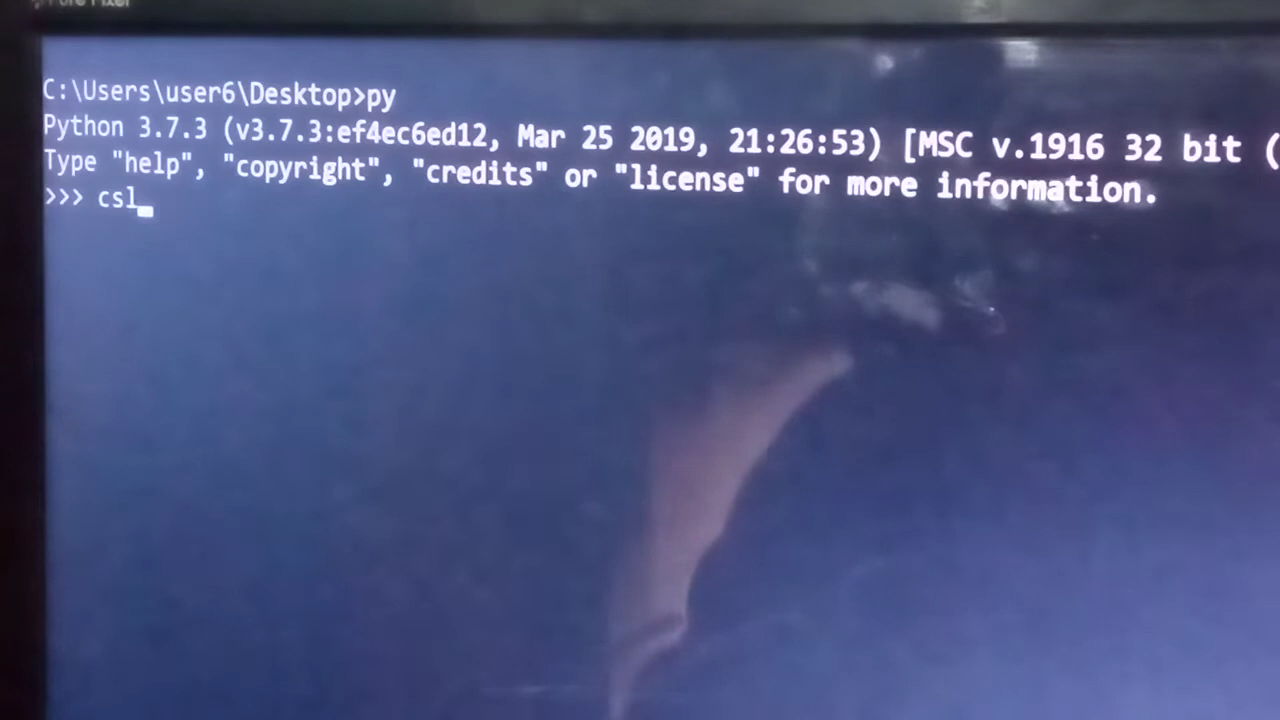 C:\Users\user6\Desktop>py
Python 3.7.3 (v3.7.3:ef4ec6ed12, Mar 25 2019, 21:26:53) [MSC v.1916 32 bit (
Type "help", "copyright", "credits" or "license" for more information.
>>> csl_